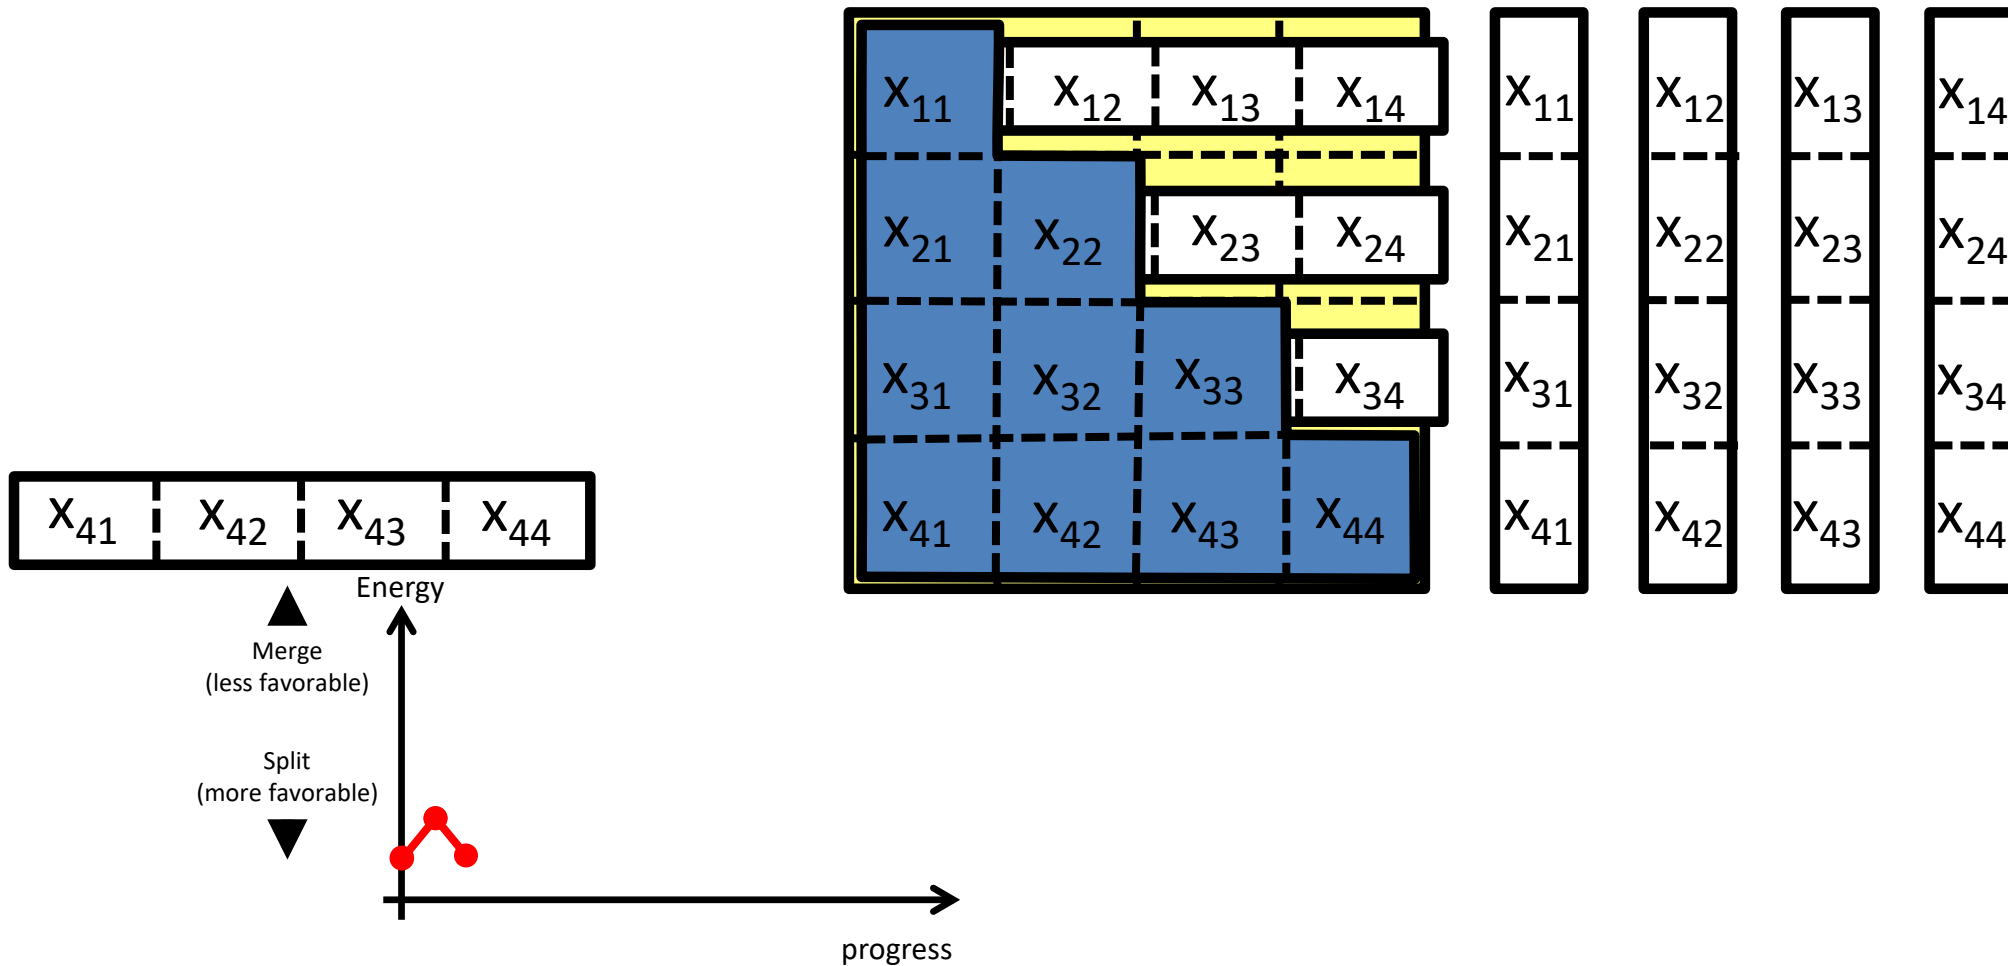 x11 x12 x13 x14 x11 x12 x13 x14
x21 x22 x23 x24 x21 x22 x23 x24
x31 x32 x33 x34 x31 x32 x33 x34
x41 x42 x43 x44 x41 x42 x43 x44
x41 x42 x43 x44
Energy
Merge
(less favorable)
Split
(more favorable)
progress